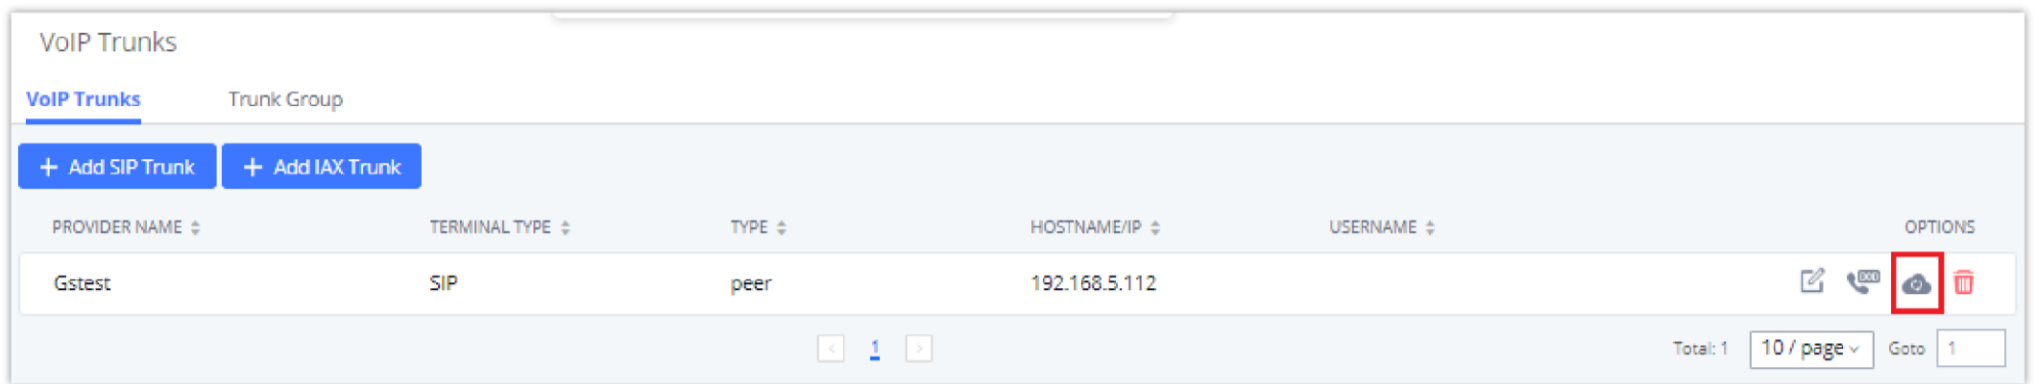 VoIP Trunks
VoIP Trunks Trunk Group
+ Add SIP Trunk + Add IAX Trunk
PROVIDER NAME TERMINAL TYPE TYPE HOSTNAME/IP USERNAME OPTIONS
Gstest SIP peer 192.168.5.112
< 1 > Total: 1 10 / page Goto 1